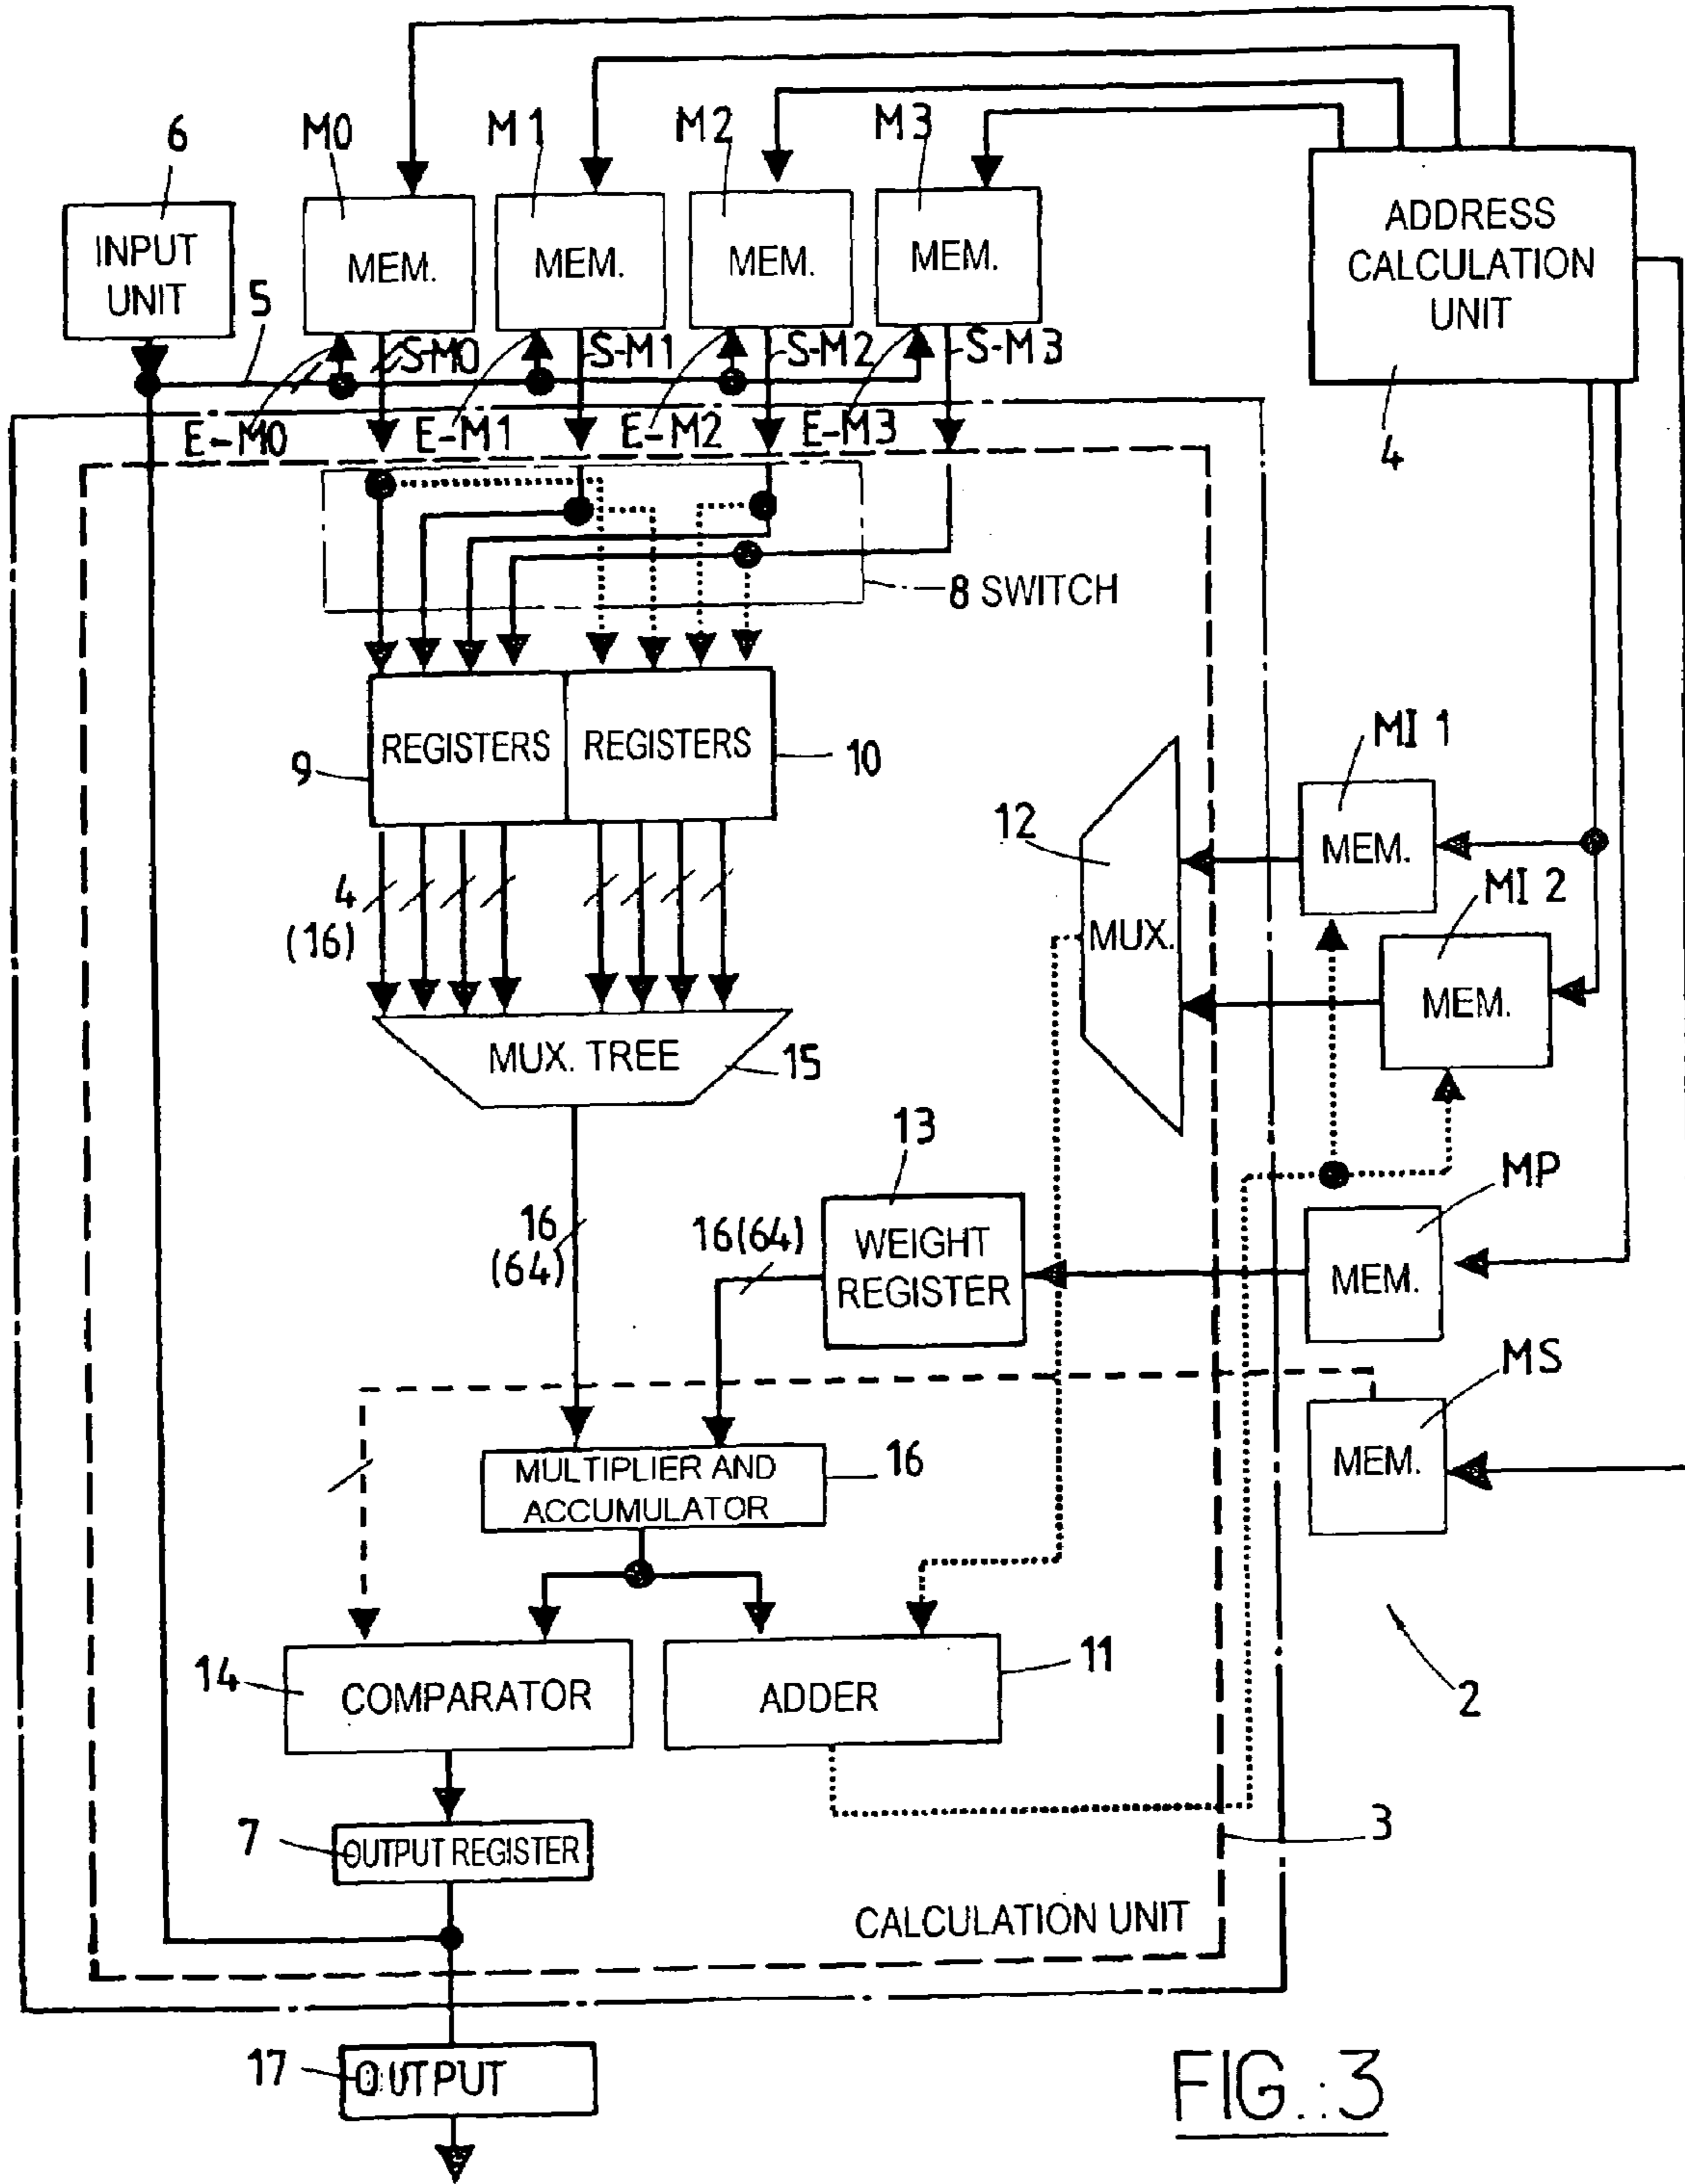 6
M0
M1
M2
M3
INPUT
UNIT
MEM.
MEM.
MEM.
MEM.
ADDRESS
CALCULATION
UNIT
5
S-M0
S-M1
S-M2
S-M3
E-M0
E-M1
E-M2
E-M3
4
8 SWITCH
9
REGISTERS
REGISTERS
10
MI 1
12
MEM.
MI 2
4
(16)
MUX.
MEM.
MUX. TREE
15
13
MP
16
(64)
16(64)
WEIGHT
REGISTER
MEM.
MS
MULTIPLIER AND
ACCUMULATOR
16
MEM.
14
COMPARATOR
ADDER
11
2
7
OUTPUT REGISTER
3
CALCULATION UNIT
17
OUTPUT
FIG.:3